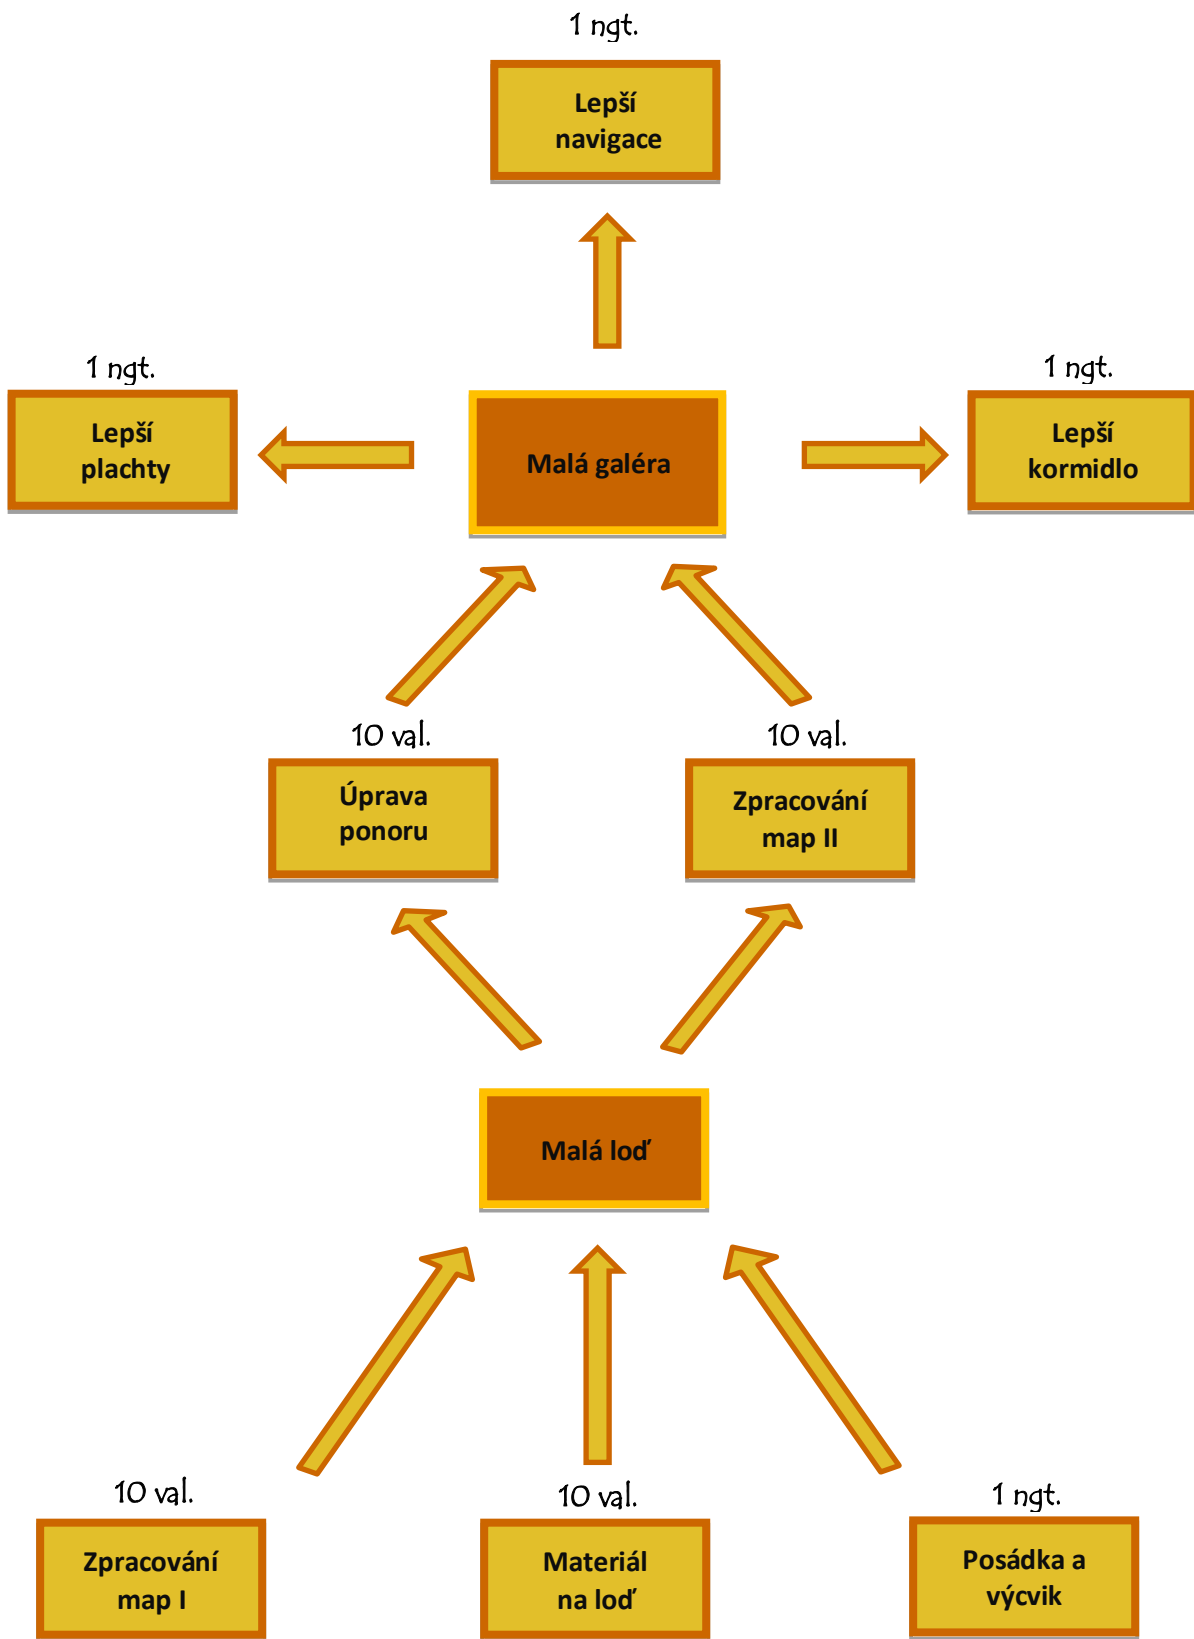 1 ngt.
Lepší
navigace
1 ngt.
Lepší
plachty
Malá galéra
1 ngt.
Lepší
kormidlo
10 val.
Úprava
ponoru
10 val.
Zpracování
map II
Malá loď
10 val.
Zpracování
map I
10 val.
Materiál
na loď
1 ngt.
Posádka a
výcvik